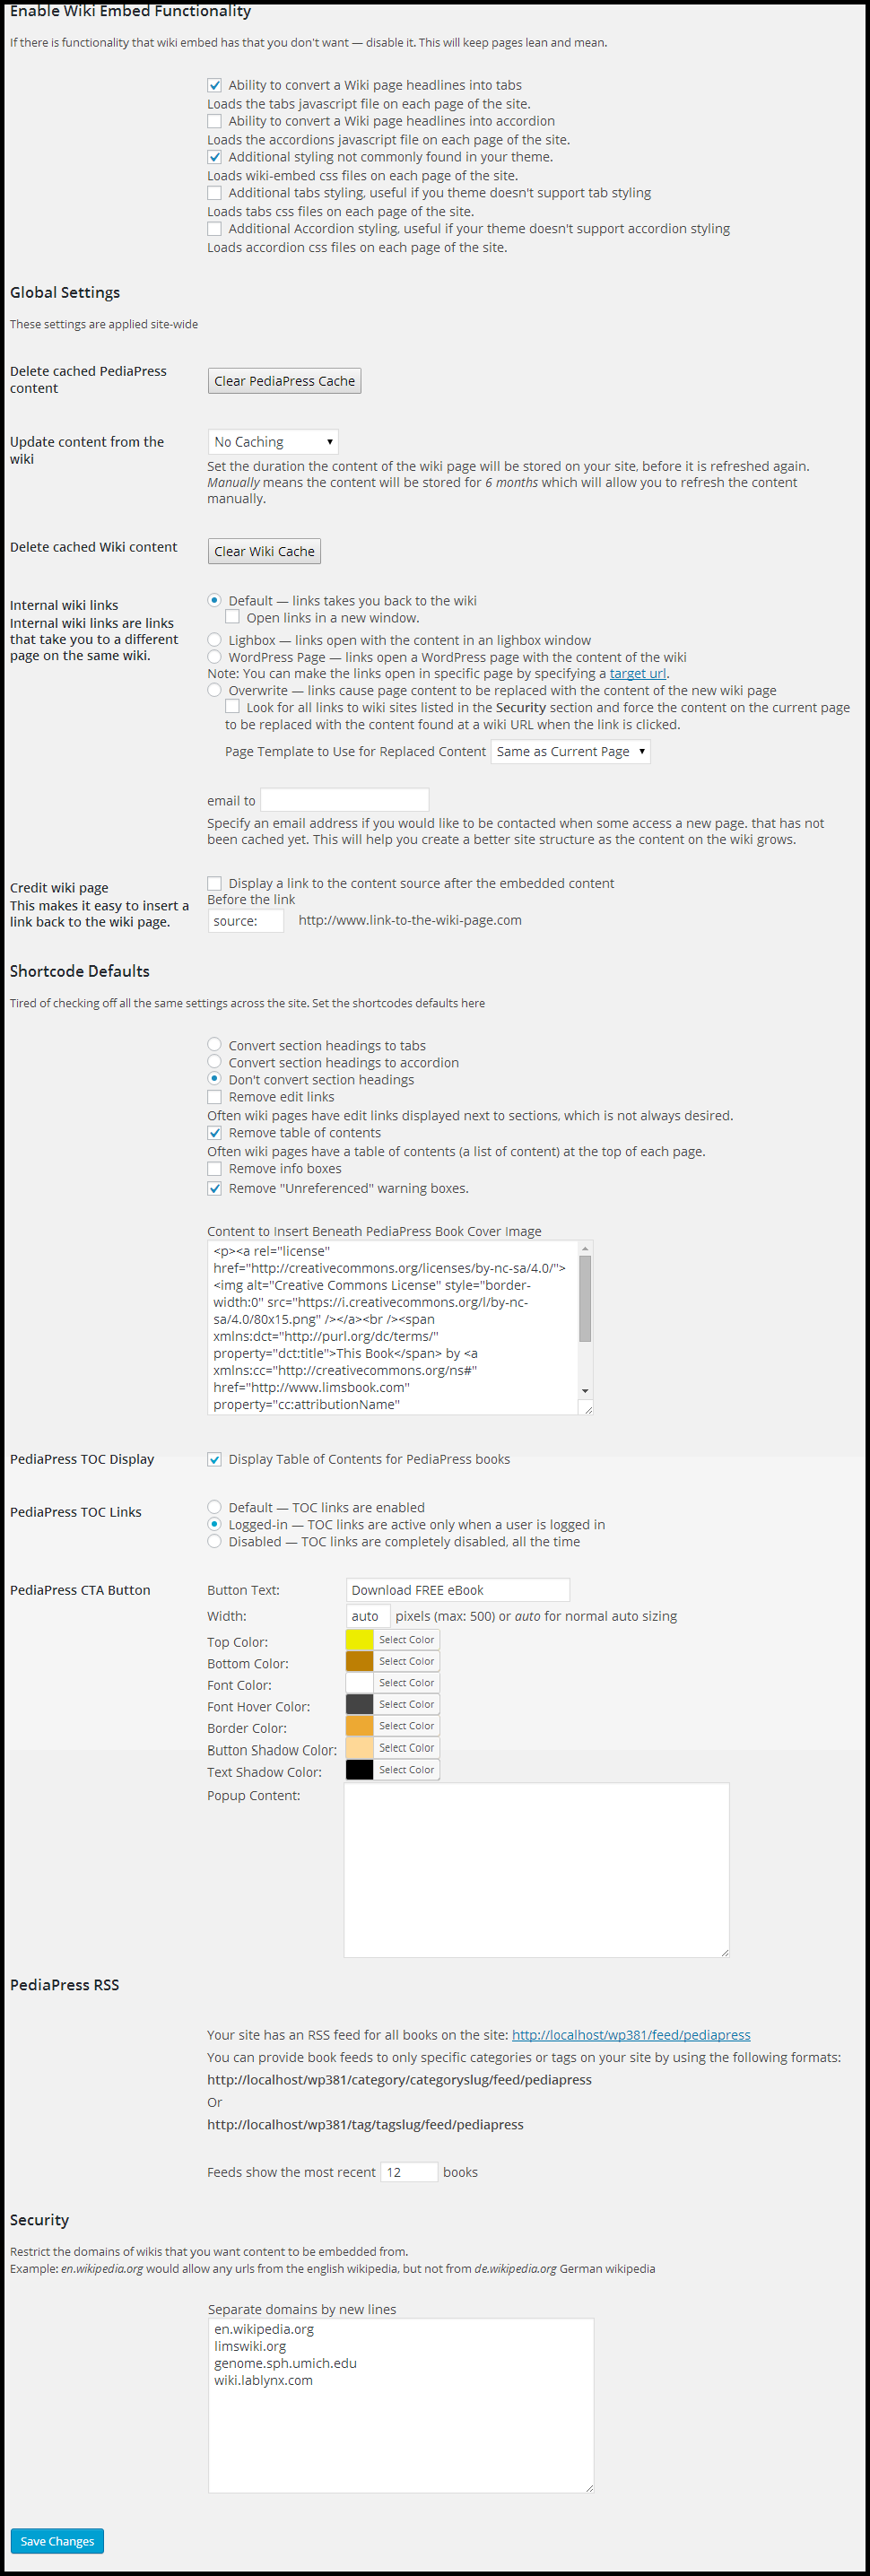 Enable Wiki Embed Functionality
If there is functionality that wiki embed has that you don't want — disable it. This will keep pages lean and mean.
Ability to convert a Wiki page headlines into tabs
Loads the tabs javascript file on each page of the site.
Ability to convert a Wiki page headlines into accordion
Loads the accordions javascript file on each page of the site.
Additional styling not commonly found in your theme.
Loads wiki-embed css files on each page of the site.
Additional tabs styling, useful if you theme doesn't support tab styling
Loads tabs css files on each page of the site.
Additional Accordion styling, useful if your theme doesn't support accordion styling
Loads accordion css files on each page of the site.
Global Settings
These settings are applied site-wide
Delete cached PediaPress
content
Clear PediaPress Cache
Update content from the
wiki
No Caching
Set the duration the content of the wiki page will be stored on your site, before it is refreshed again.
Manually means the content will be stored for 6 months which will allow you to refresh the content
manually.
Delete cached Wiki content
Clear Wiki Cache
Internal wiki links
Internal wiki links are links
that take you to a different
page on the same wiki.
Default — links takes you back to the wiki
Open links in a new window.
Lighbox — links open with the content in an lighbox window
WordPress Page — links open a WordPress page with the content of the wiki
Note: You can make the links open in specific page by specifying a target url.
Overwrite — links cause page content to be replaced with the content of the new wiki page
Look for all links to wiki sites listed in the Security section and force the content on the current page
to be replaced with the content found at a wiki URL when the link is clicked.
Page Template to Use for Replaced Content Same as Current Page
email to
Specify an email address if you would like to be contacted when some access a new page. that has not
been cached yet. This will help you create a better site structure as the content on the wiki grows.
Credit wiki page
This makes it easy to insert a
link back to the wiki page.
Display a link to the content source after the embedded content
Before the link
source: http://www.link-to-the-wiki-page.com
Shortcode Defaults
Tired of checking off all the same settings across the site. Set the shortcodes defaults here
Convert section headings to tabs
Convert section headings to accordion
Don't convert section headings
Remove edit links
Often wiki pages have edit links displayed next to sections, which is not always desired.
Remove table of contents
Often wiki pages have a table of contents (a list of content) at the top of each page.
Remove info boxes
Remove "Unreferenced" warning boxes.
Content to Insert Beneath PediaPress Book Cover Image
<p><a rel="license"
href="http://creativecommons.org/licenses/by-nc-sa/4.0/">
<img alt="Creative Commons License" style="border-
width:0" src="https://i.creativecommons.org/l/by-nc-
sa/4.0/80x15.png" /></a><br /><span
xmlns:dct="http://purl.org/dc/terms/"
property="dct:title">This Book</span> by <a
xmlns:cc="http://creativecommons.org/ns#"
href="http://www.limsbook.com"
property="cc:attributionName"
PediaPress TOC Display
Display Table of Contents for PediaPress books
PediaPress TOC Links
Default — TOC links are enabled
Logged-in — TOC links are active only when a user is logged in
Disabled — TOC links are completely disabled, all the time
PediaPress CTA Button
Button Text: Download FREE eBook
Width: auto pixels (max: 500) or auto for normal auto sizing
Top Color: Select Color
Bottom Color: Select Color
Font Color: Select Color
Font Hover Color: Select Color
Border Color: Select Color
Button Shadow Color: Select Color
Text Shadow Color: Select Color
Popup Content:
PediaPress RSS
Your site has an RSS feed for all books on the site: http://localhost/wp381/feed/pediapress
You can provide book feeds to only specific categories or tags on your site by using the following formats:
http://localhost/wp381/category/categoryslug/feed/pediapress
Or
http://localhost/wp381/tag/tagslug/feed/pediapress
Feeds show the most recent 12 books
Security
Restrict the domains of wikis that you want content to be embedded from.
Example: en.wikipedia.org would allow any urls from the english wikipedia, but not from de.wikipedia.org German wikipedia
Separate domains by new lines
en.wikipedia.org
limswiki.org
genome.sph.umich.edu
wiki.lablynx.com
Save Changes